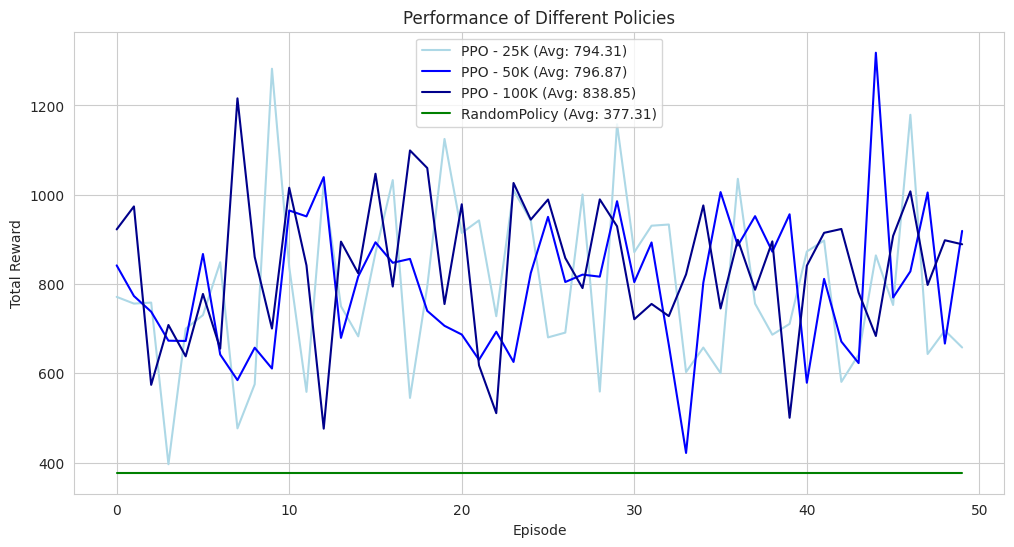 Performance of Different Policies
PPO - 25K (Avg: 794.31)
PPO - 50K (Avg: 796.87)
PPO - 100K (Avg: 838.85)
RandomPolicy (Avg: 377.31)
Total Reward
1200
1000
800
600
400
0 10 20 30 40 50
Episode